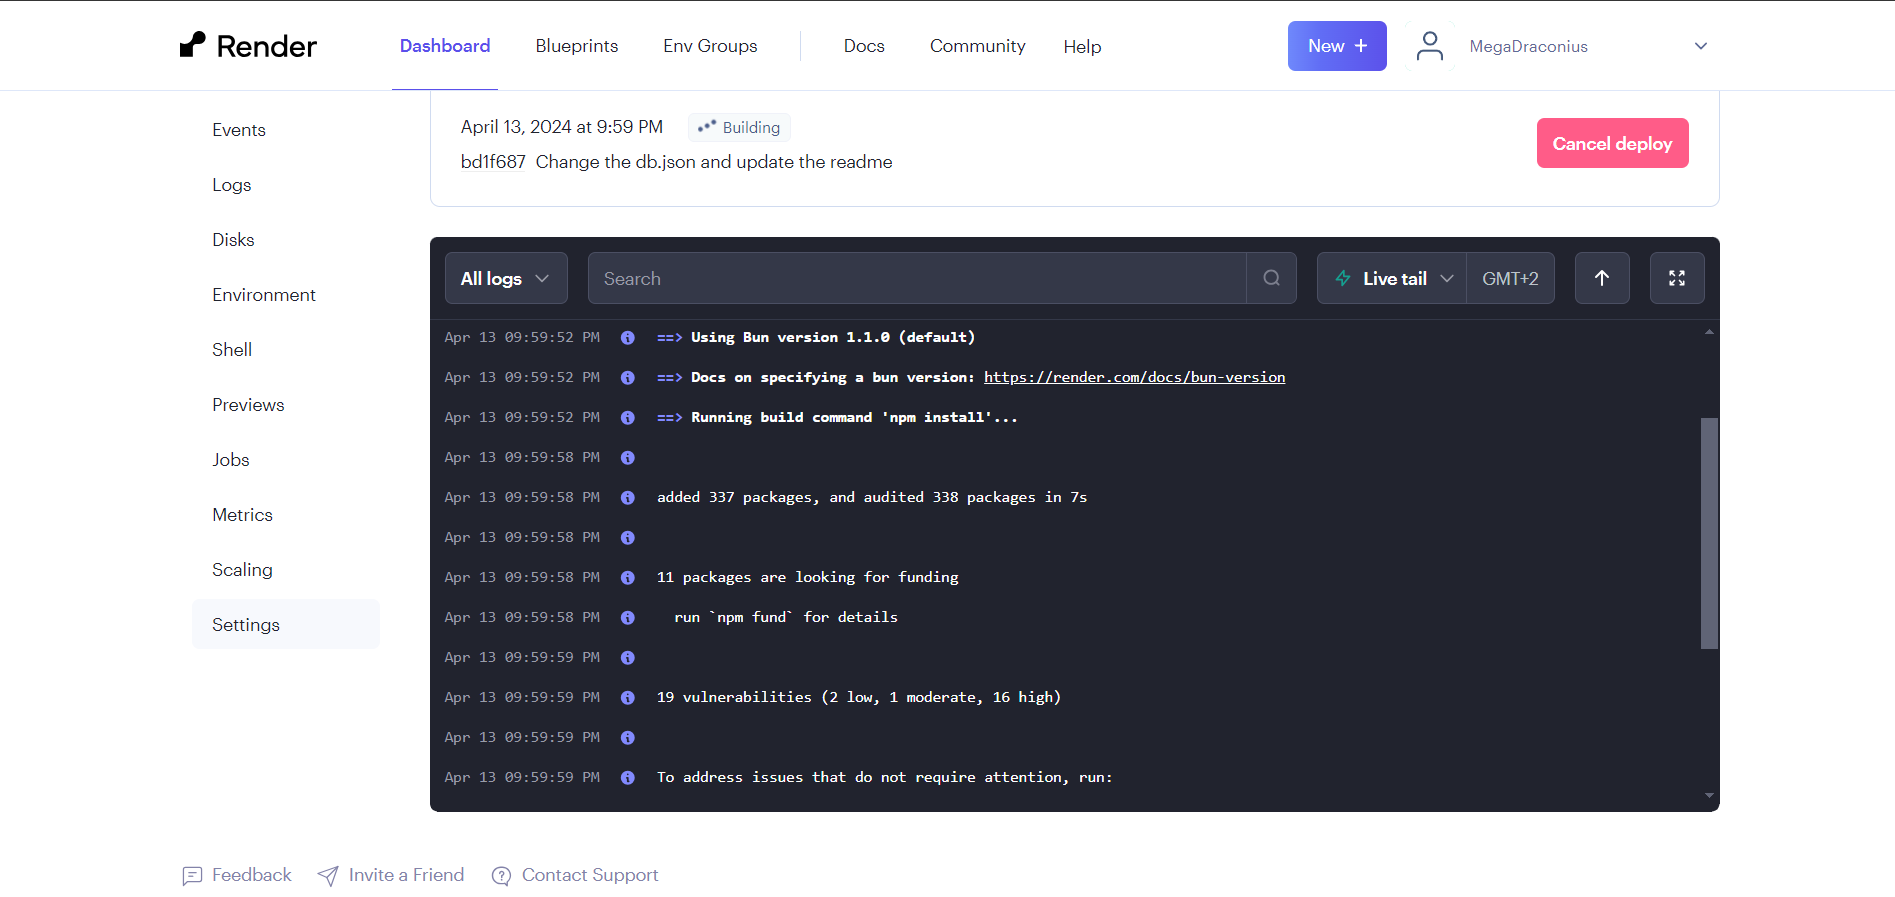 Render
Dashboard
Blueprints
Env Groups
Docs
Community
Help
New +
MegaDraconius
Events
Logs
Disks
Environment
Shell
Previews
Jobs
Metrics
Scaling
Settings
April 13, 2024 at 9:59 PM Building
bd1f687 Change the db.json and update the readme
Cancel deploy
All logs
Search
Live tail
GMT+2
Apr 13 09:59:52 PM ==> Using Bun version 1.1.0 (default)
Apr 13 09:59:52 PM ==> Docs on specifying a bun version: https://render.com/docs/bun-version
Apr 13 09:59:52 PM ==> Running build command 'npm install'...
Apr 13 09:59:58 PM
Apr 13 09:59:58 PM added 337 packages, and audited 338 packages in 7s
Apr 13 09:59:58 PM
Apr 13 09:59:58 PM 11 packages are looking for funding
Apr 13 09:59:58 PM run `npm fund` for details
Apr 13 09:59:59 PM
Apr 13 09:59:59 PM 19 vulnerabilities (2 low, 1 moderate, 16 high)
Apr 13 09:59:59 PM
Apr 13 09:59:59 PM To address issues that do not require attention, run:
Feedback
Invite a Friend
Contact Support